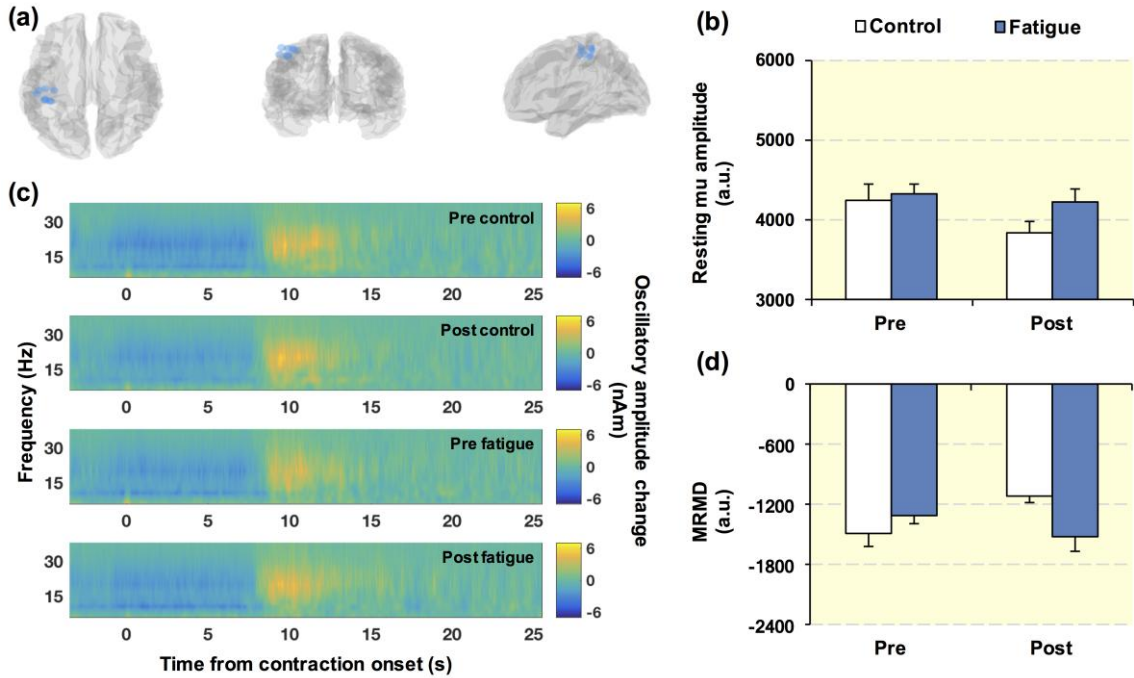 (a)
(b)
Control
Fatigue
6000
5000
4000
3000
Resting mu amplitude
(a.u.)
Pre
Post
(c)
30
15
Pre control
6
0
-6
0
5
10
15
20
25
30
15
Post control
6
0
-6
0
5
10
15
20
25
30
15
Pre fatigue
6
0
-6
0
5
10
15
20
25
30
15
Post fatigue
6
0
-6
0
5
10
15
20
25
Frequency (Hz)
Time from contraction onset (s)
Oscillatory amplitude change
(nAm)
(d)
0
-600
-1200
-1800
-2400
MRMD
(a.u.)
Pre
Post